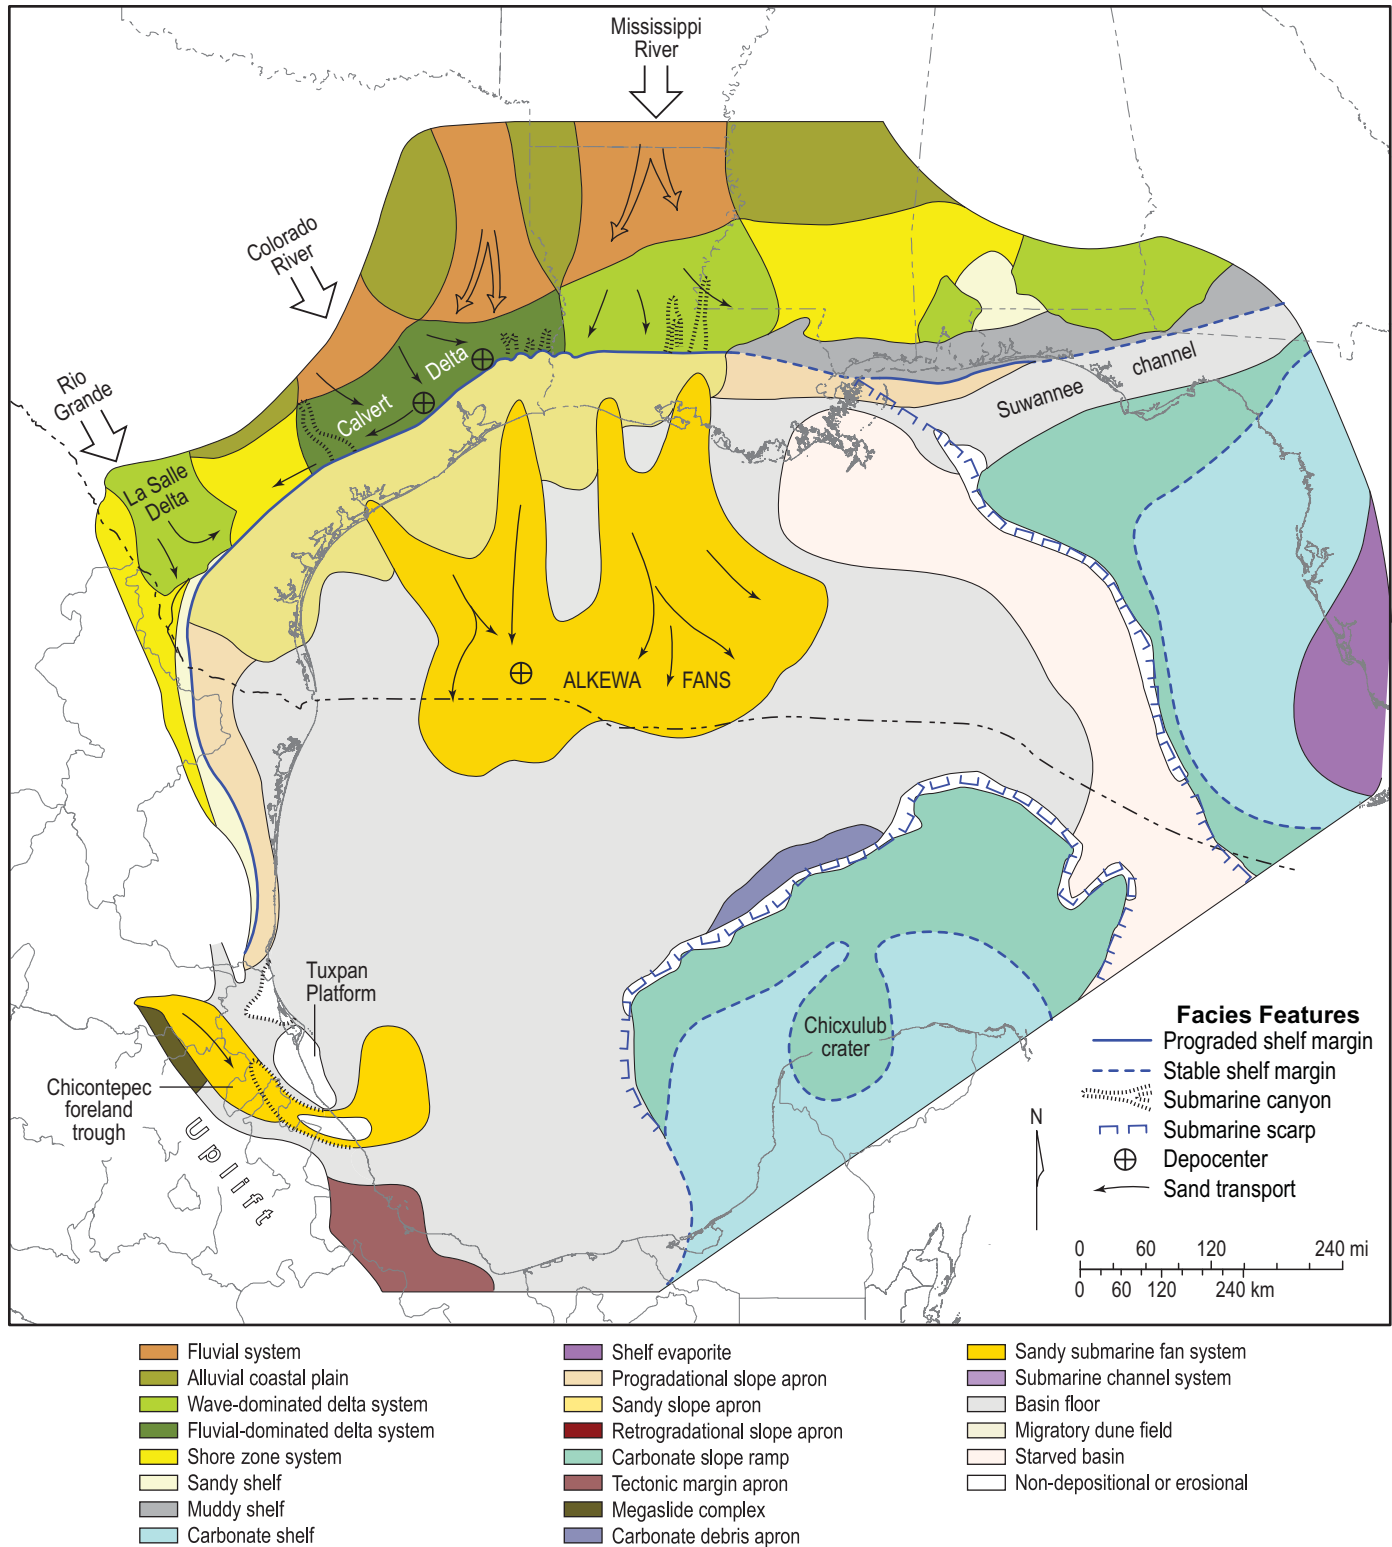 Mississippi
River
Colorado
River
Rio
Grande
La Salle
Delta
Calvert
Delta
Suwannee
channel
ALKEWA FANS
Tuxpan
Platform
Chicontepec
foreland
trough
Uplift
Chicxulub
crater
Facies Features
Prograded shelf margin
Stable shelf margin
Submarine canyon
Submarine scarp
Depocenter
Sand transport
N
0 60 120 240 mi
0 60 120 240 km
Fluvial system
Alluvial coastal plain
Wave-dominated delta system
Fluvial-dominated delta system
Shore zone system
Sandy shelf
Muddy shelf
Carbonate shelf
Shelf evaporite
Progradational slope apron
Sandy slope apron
Retrogradational slope apron
Carbonate slope ramp
Tectonic margin apron
Megaslide complex
Carbonate debris apron
Sandy submarine fan system
Submarine channel system
Basin floor
Migratory dune field
Starved basin
Non-depositional or erosional